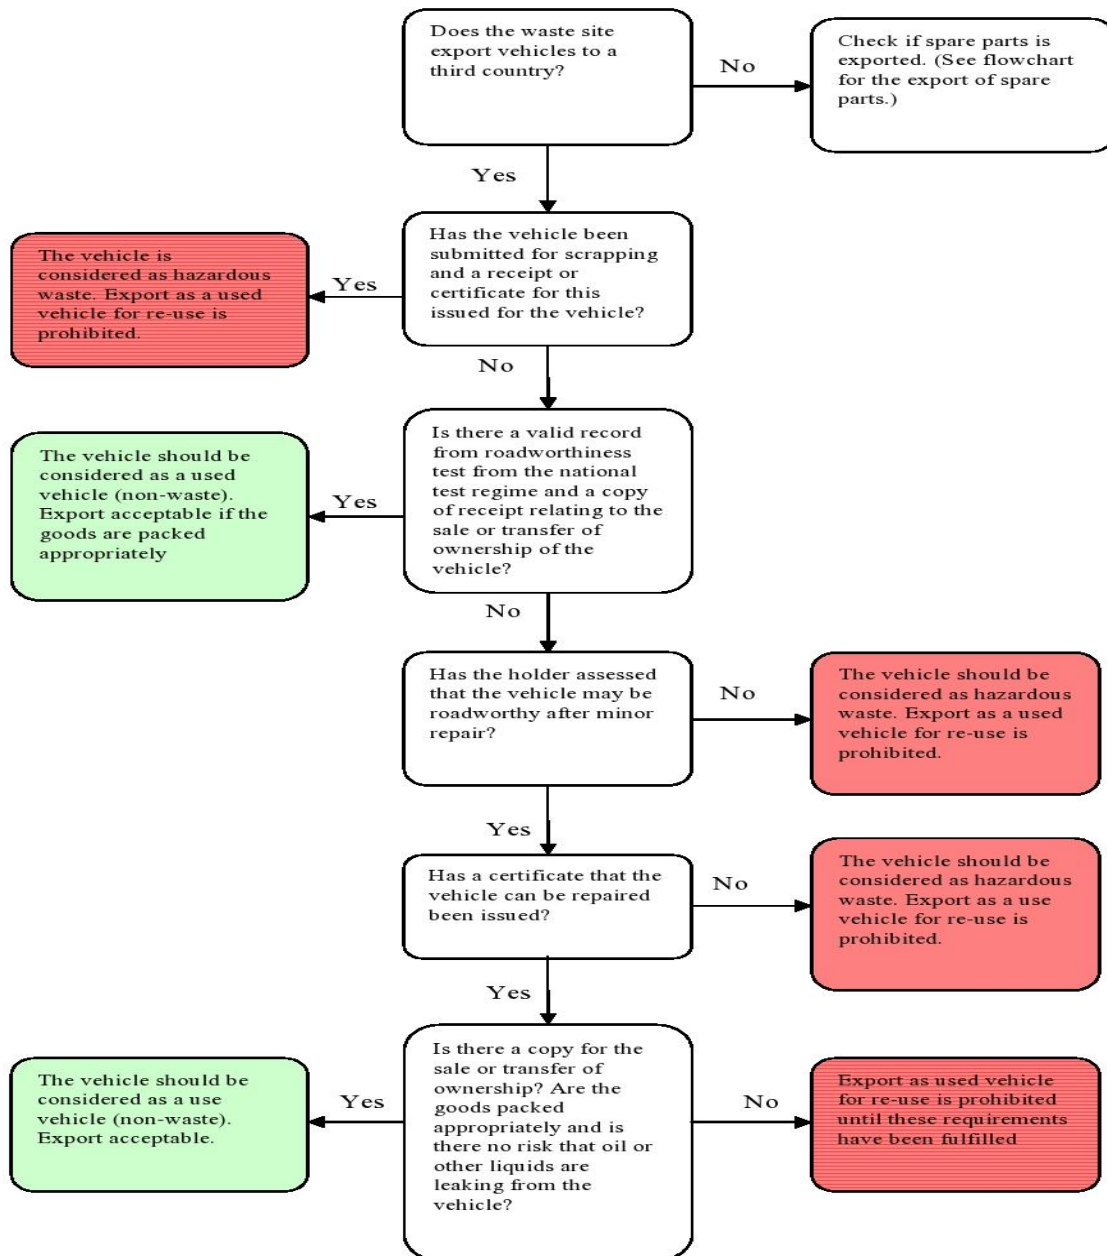 Does the waste site
export vehicles to a
third country?
No
Check if spare parts is
exported. (See flowchart
for the export of spare
parts.)
Yes
Has the vehicle been
submitted for scrapping
and a receipt or
certificate for this
issued for the vehicle?
Yes
The vehicle is
considered as hazardous
waste. Export as a used
vehicle for re-use is
prohibited.
No
Is there a valid record
from roadworthiness
test from the national
test regime and a copy
of receipt relating to the
sale or transfer of
ownership of the
vehicle?
Yes
The vehicle should be
considered as a used
vehicle (non-waste).
Export acceptable if the
goods are packed
appropriately
No
Has the holder assessed
that the vehicle may be
roadworthy after minor
repair?
No
The vehicle should be
considered as hazardous
waste. Export as a used
vehicle for re-use is
prohibited.
Yes
Has a certificate that the
vehicle can be repaired
been issued?
No
The vehicle should be
considered as hazardous
waste. Export as a use
vehicle for re-use is
prohibited.
Yes
Is there a copy for the
sale or transfer of
ownership? Are the
goods packed
appropriately and is
there no risk that oil or
other liquids are
leaking from the
vehicle?
Yes
The vehicle should be
considered as a use
vehicle (non-waste).
Export acceptable.
No
Export as used vehicle
for re-use is prohibited
until these requirements
have been fulfilled